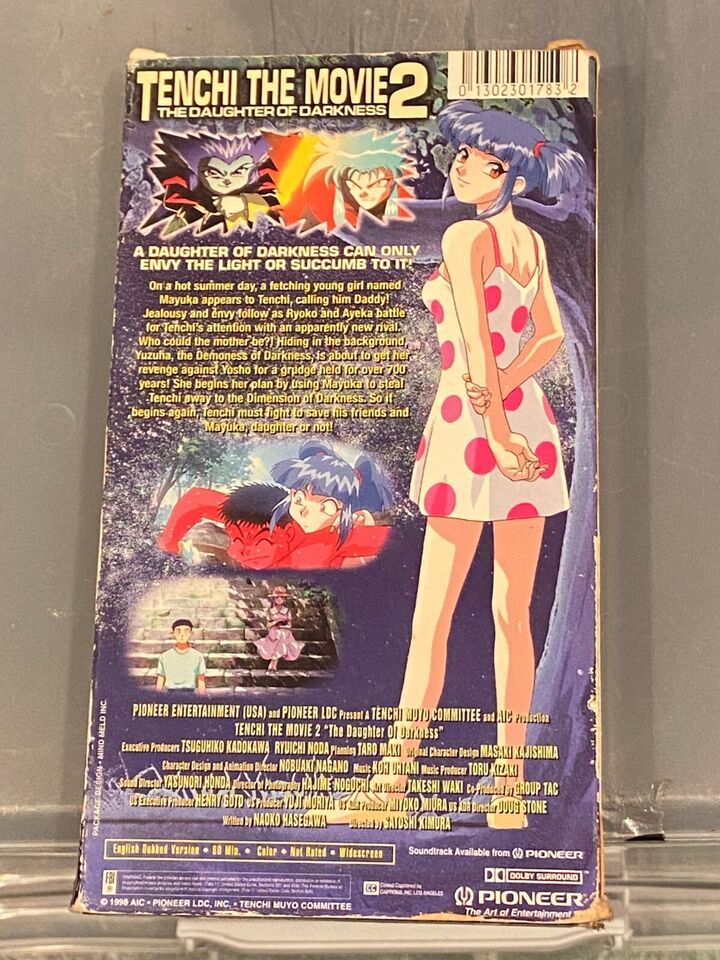 TENCHI THE MOVIE 2
THE DAUGHTER OF DARKNESS
0 13023 01783 2
A DAUGHTER OF DARKNESS CAN ONLY
ENVY THE LIGHT OR SUCCUMB TO IT!
On a hot summer day, a fetching young girl named
Mayuka appears to Tenchi, calling him Daddy!
Jealousy and envy follow as Ryoko and Ayeka battle
for Tenchi's attention with an apparently new rival.
Who could the mother be?! Hiding in the background,
Yuzuha, the Demoness of Darkness, is about to get her
revenge against Yosho for a grudge held for over 700
years! She begins her plan by using Mayuka to steal
Tenchi away to the Dimension of Darkness. So it
begins again, Tenchi must fight to save his friends and
Mayuka, daughter or not!
PACKAGE DESIGN • MIND MELD INC.
PIONEER ENTERTAINMENT (USA) and PIONEER LDC Present A TENCHI MUYO COMMITTEE and AIC Production
TENCHI THE MOVIE 2 "The Daughter Of Darkness"
Executive Producers TSUGUHIKO KADOKAWA RYUICHI NODA Planning TARO MAKI Original Character Design MASAKI KAJISHIMA
Character Design and Animation Director NOBUAKI NAGANO Music KOH OHTANI Music Producer TORU KIZAKI
Sound Director YASUNORI HONDA Director of Photography HAJIME NOGUCHI Art Director TAKESHI WAKI Co-Produced by GROUP TAC
US Executive Producer HENRY GOTO US Producer YUJI MORIYA US Line Producer MIYOKO MIURA US ADR Director DOUG STONE
Written by NAOKO HASEGAWA Directed by SATOSHI KIMURA
English Dubbed Version • 60 Min. • Color • Not Rated • Widescreen
Soundtrack Available from PIONEER
DOLBY SURROUND
CC Closed Captioned by
CAPTIONS, INC. LOS ANGELES
PIONEER
The Art of Entertainment
© 1998 AIC • PIONEER LDC, INC. • TENCHI MUYO COMMITTEE